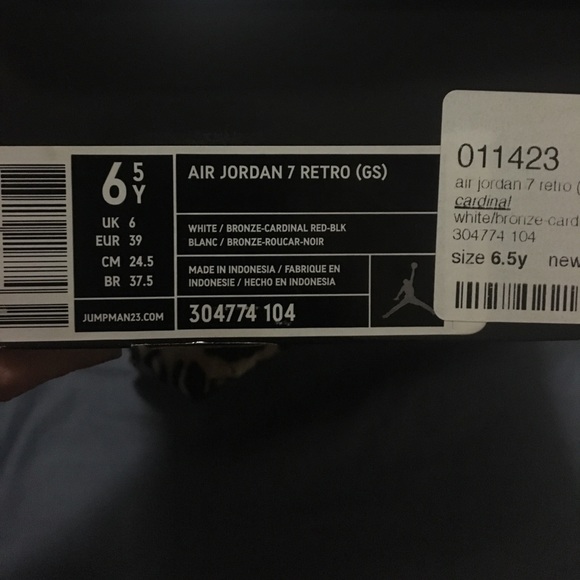 6 5Y
UK 6
EUR 39
CM 24.5
BR 37.5
JUMPMAN23.COM
AIR JORDAN 7 RETRO (GS)
WHITE / BRONZE-CARDINAL RED-BLK
BLANC / BRONZE-ROUCAR-NOIR
MADE IN INDONESIA / FABRIQUE EN
INDONESIE / HECHO EN INDONESIA
304774 104
011423
air jordan 7 retro (
cardinal
white/bronze-card
304774 104
size 6.5y new